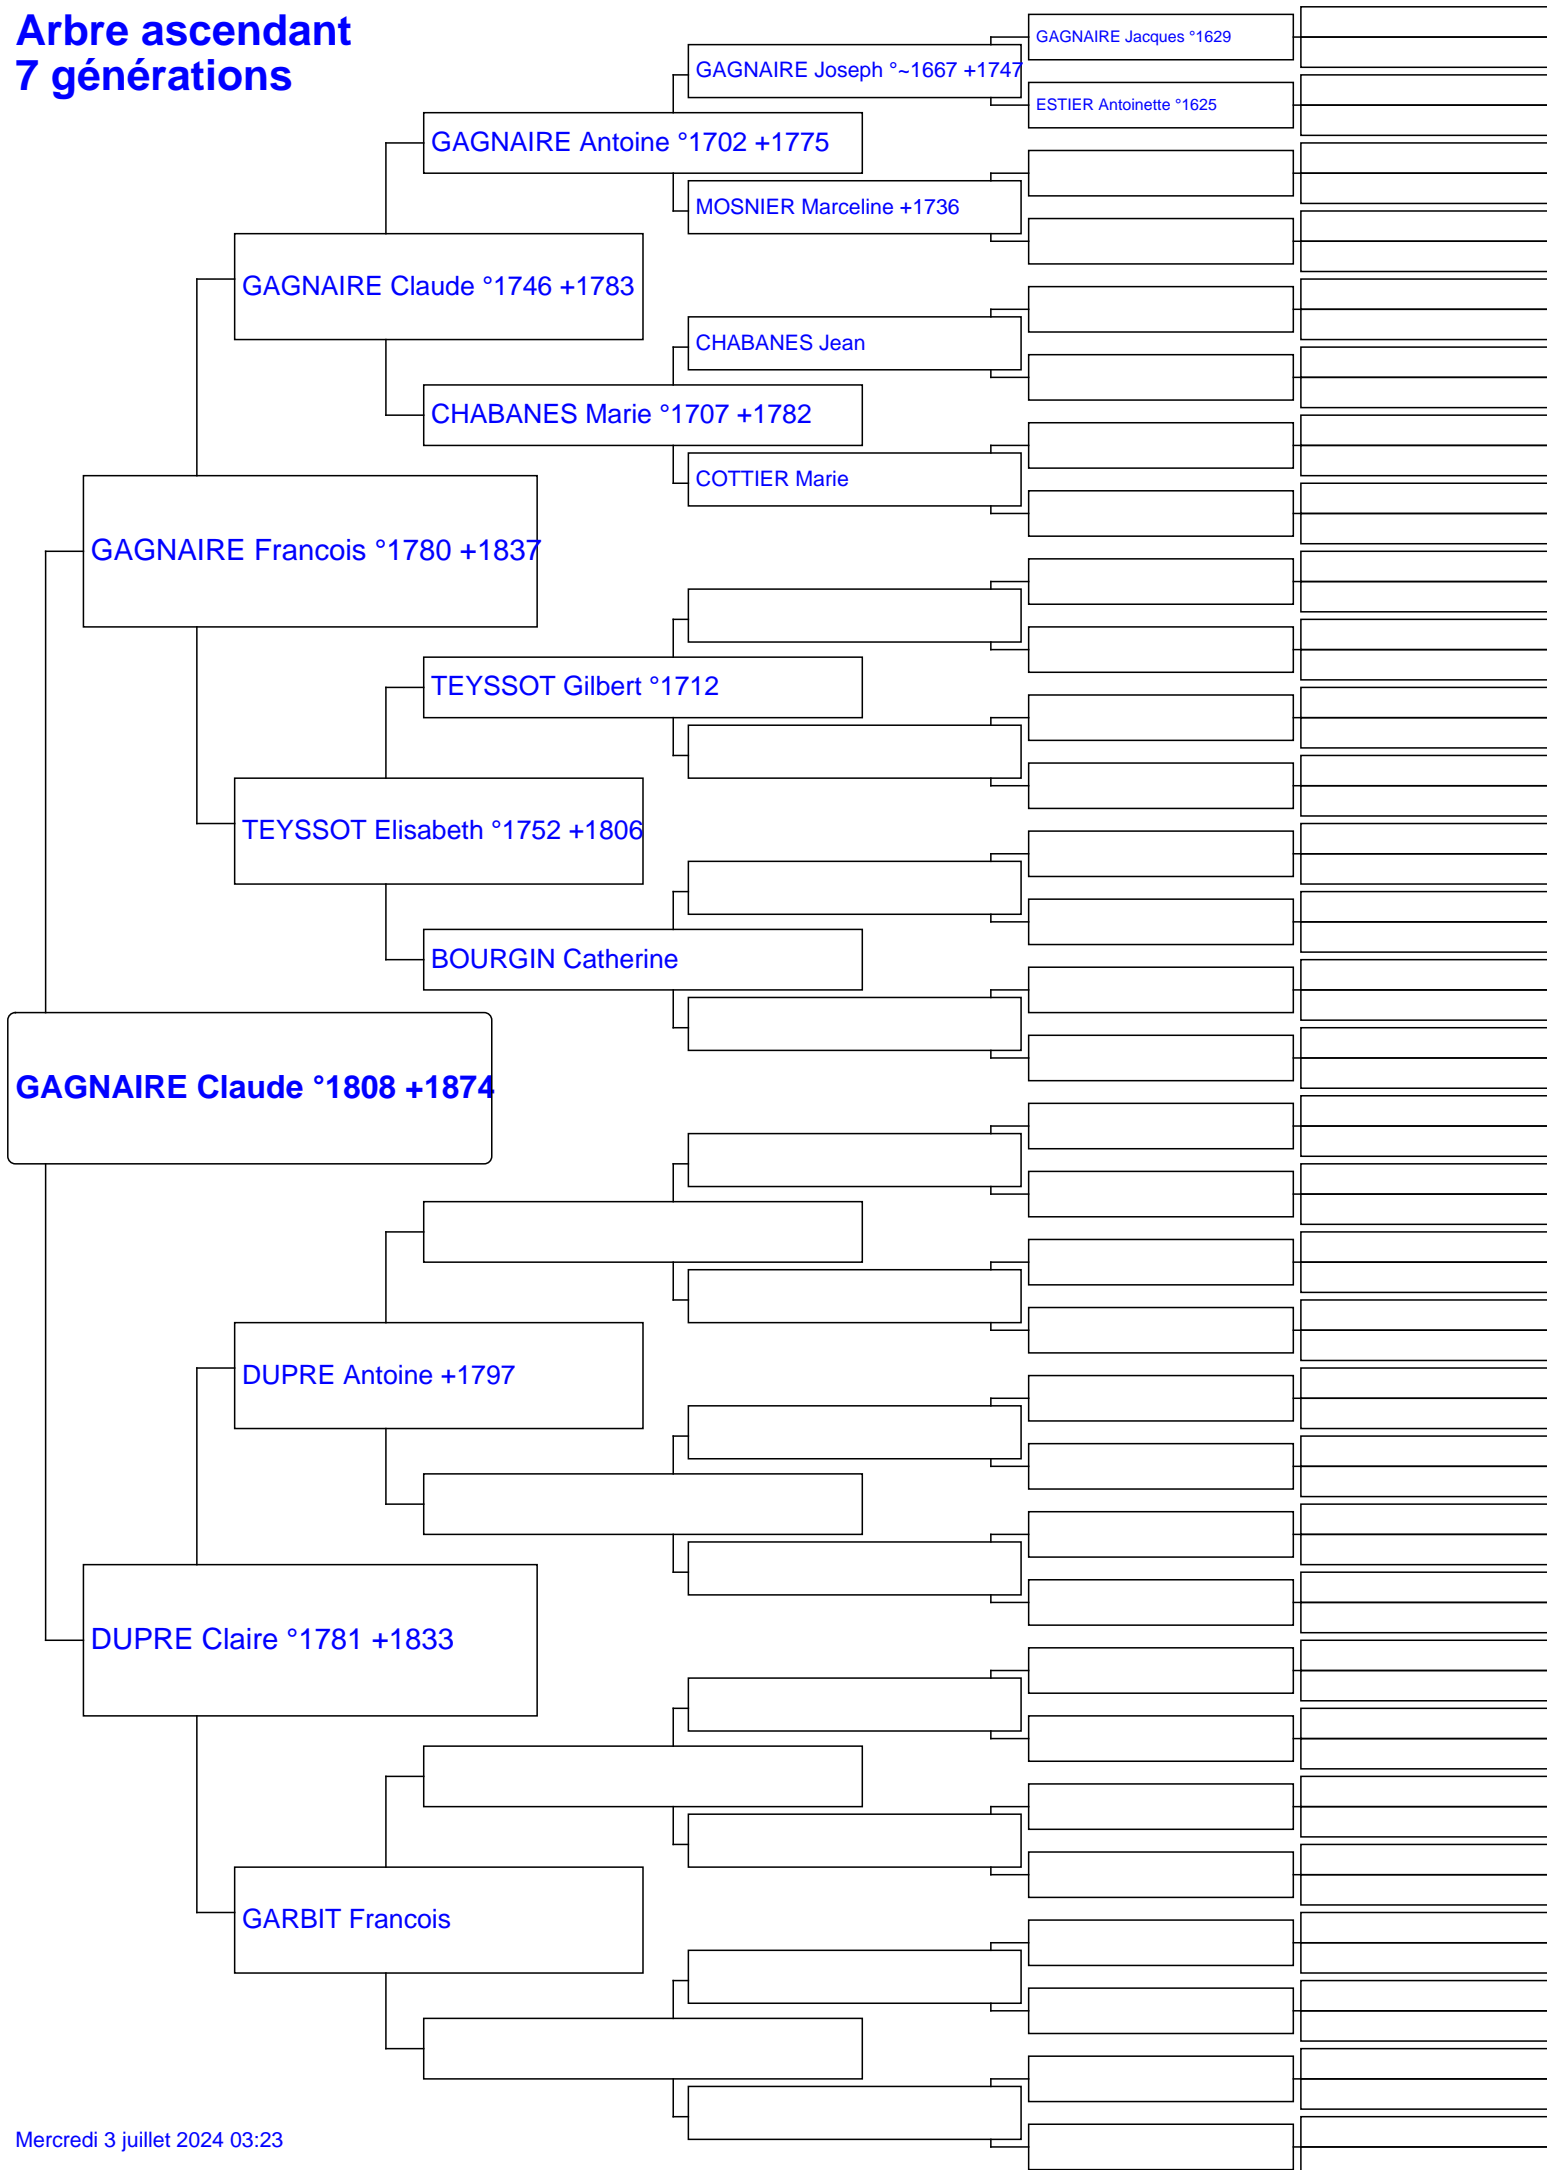 Arbre ascendant
7 générations
GAGNAIRE Jacques °1629
GAGNAIRE Joseph °~1667 +1747
ESTIER Antoinette °1625
GAGNAIRE Antoine °1702 +1775
MOSNIER Marceline +1736
GAGNAIRE Claude °1746 +1783
CHABANES Jean
CHABANES Marie °1707 +1782
COTTIER Marie
GAGNAIRE Francois °1780 +1837
TEYSSOT Gilbert °1712
TEYSSOT Elisabeth °1752 +1806
BOURGIN Catherine
GAGNAIRE Claude °1808 +1874
DUPRE Antoine +1797
DUPRE Claire °1781 +1833
GARBIT Francois
Mercredi 3 juillet 2024 03:23